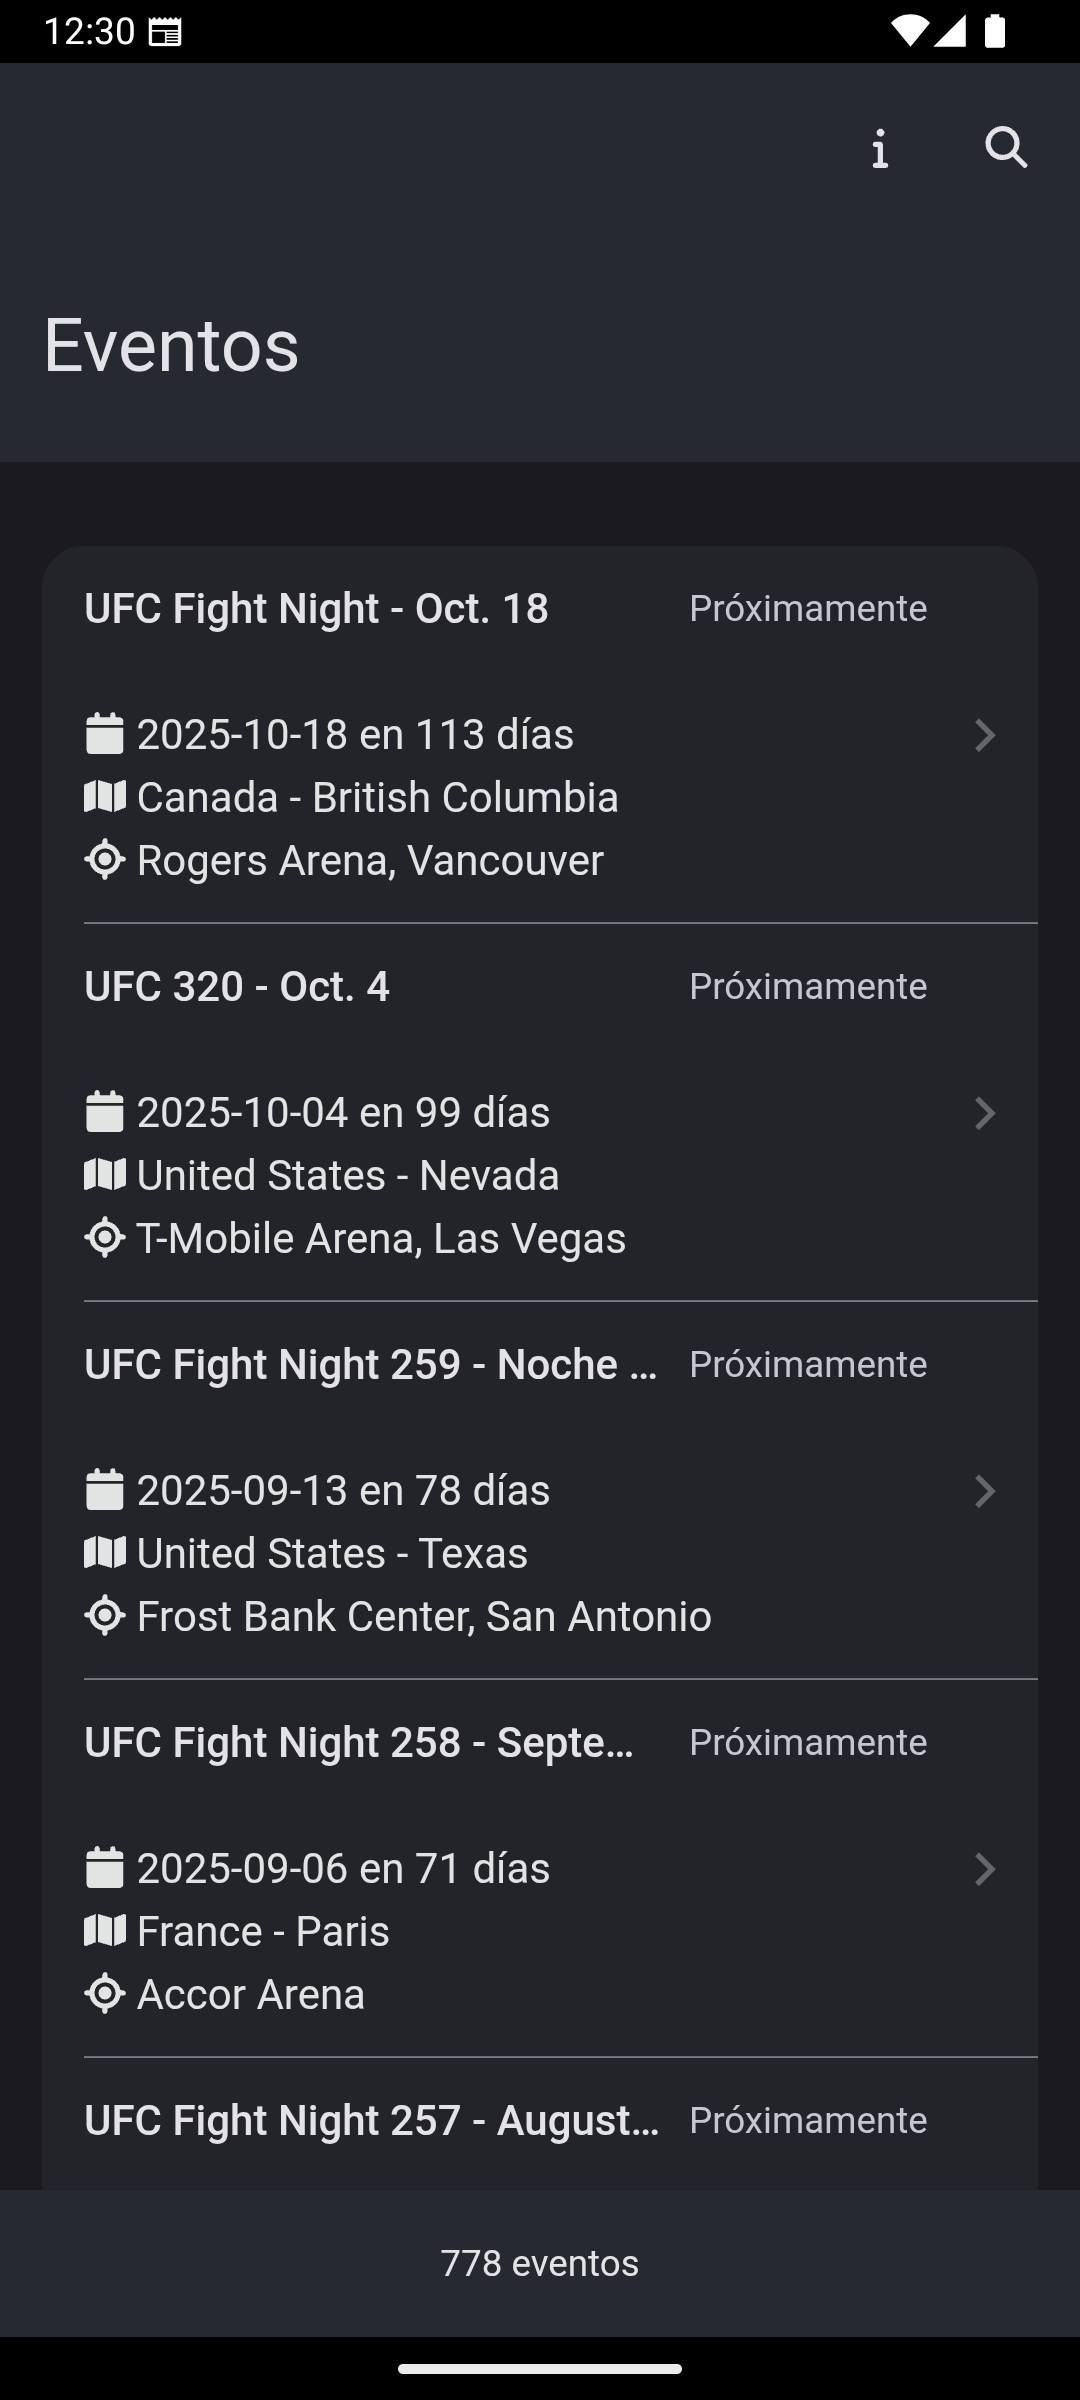 12:30
Eventos
UFC Fight Night - Oct. 18 Próximamente
2025-10-18 en 113 días
Canada - British Columbia
Rogers Arena, Vancouver
UFC 320 - Oct. 4 Próximamente
2025-10-04 en 99 días
United States - Nevada
T-Mobile Arena, Las Vegas
UFC Fight Night 259 - Noche ... Próximamente
2025-09-13 en 78 días
United States - Texas
Frost Bank Center, San Antonio
UFC Fight Night 258 - Septe... Próximamente
2025-09-06 en 71 días
France - Paris
Accor Arena
UFC Fight Night 257 - August... Próximamente
778 eventos